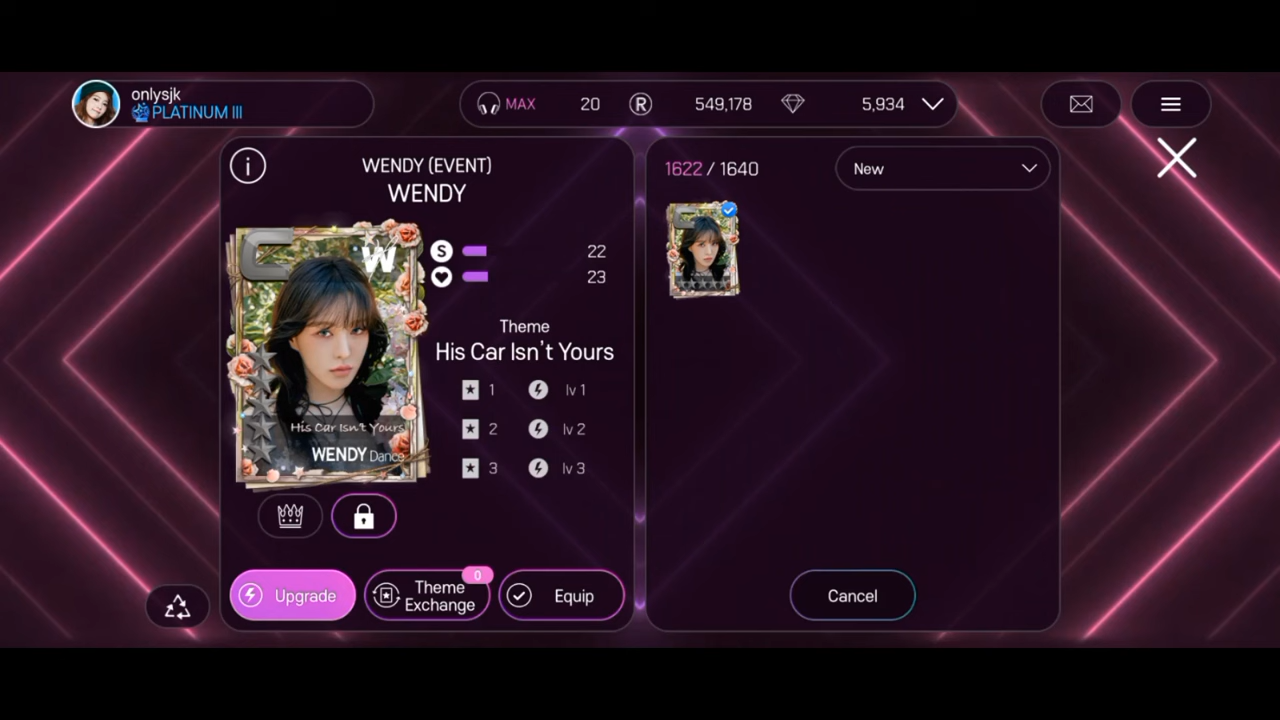 onlysjk
PLATINUM III
MAX 20
R 549,178
5,934
i
WENDY (EVENT)
WENDY
C
W
S 22
23
His Car Isn't Yours
WENDY Dance
Theme
His Car Isn't Yours
1 lv 1
2 lv 2
3 lv 3
Upgrade
0
Theme
Exchange
Equip
1622 / 1640
New
Cancel